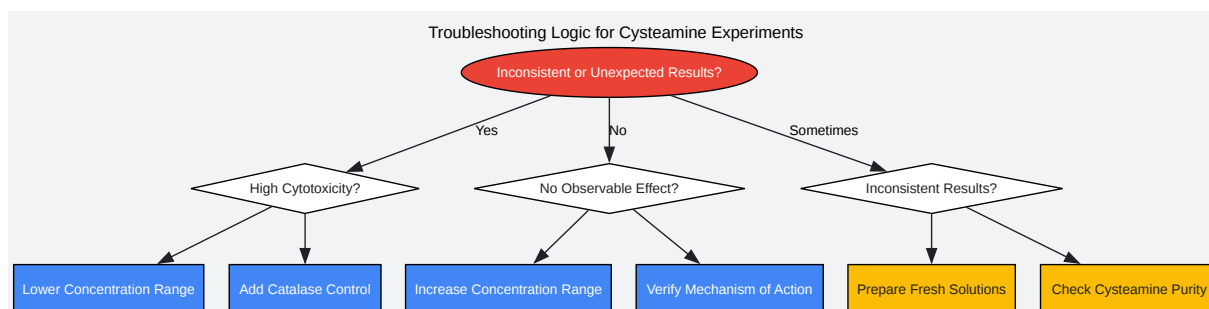 Troubleshooting Logic for Cysteamine Experiments
Inconsistent or Unexpected Results?
Yes
No
Sometimes
High Cytotoxicity?
No Observable Effect?
Inconsistent Results?
Lower Concentration Range
Add Catalase Control
Increase Concentration Range
Verify Mechanism of Action
Prepare Fresh Solutions
Check Cysteamine Purity